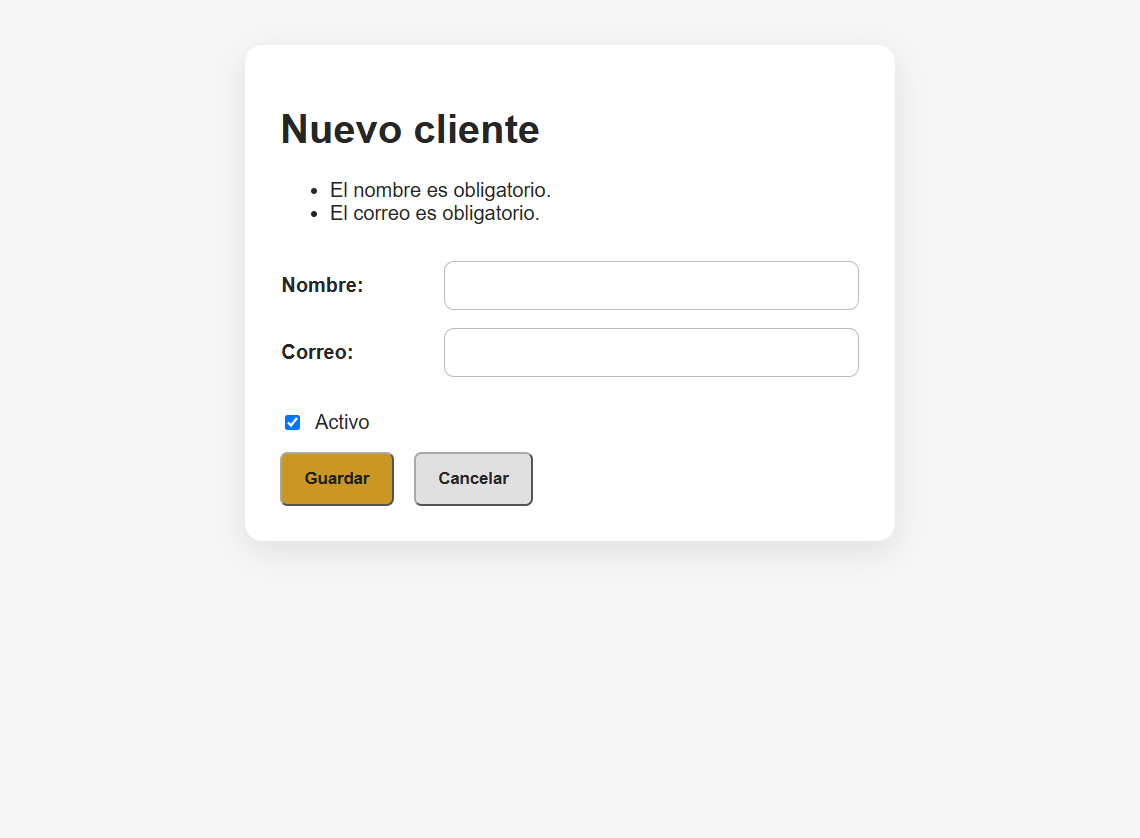 Nuevo cliente
El nombre es obligatorio.
El correo es obligatorio.
Nombre:
Correo:
Activo
Guardar Cancelar